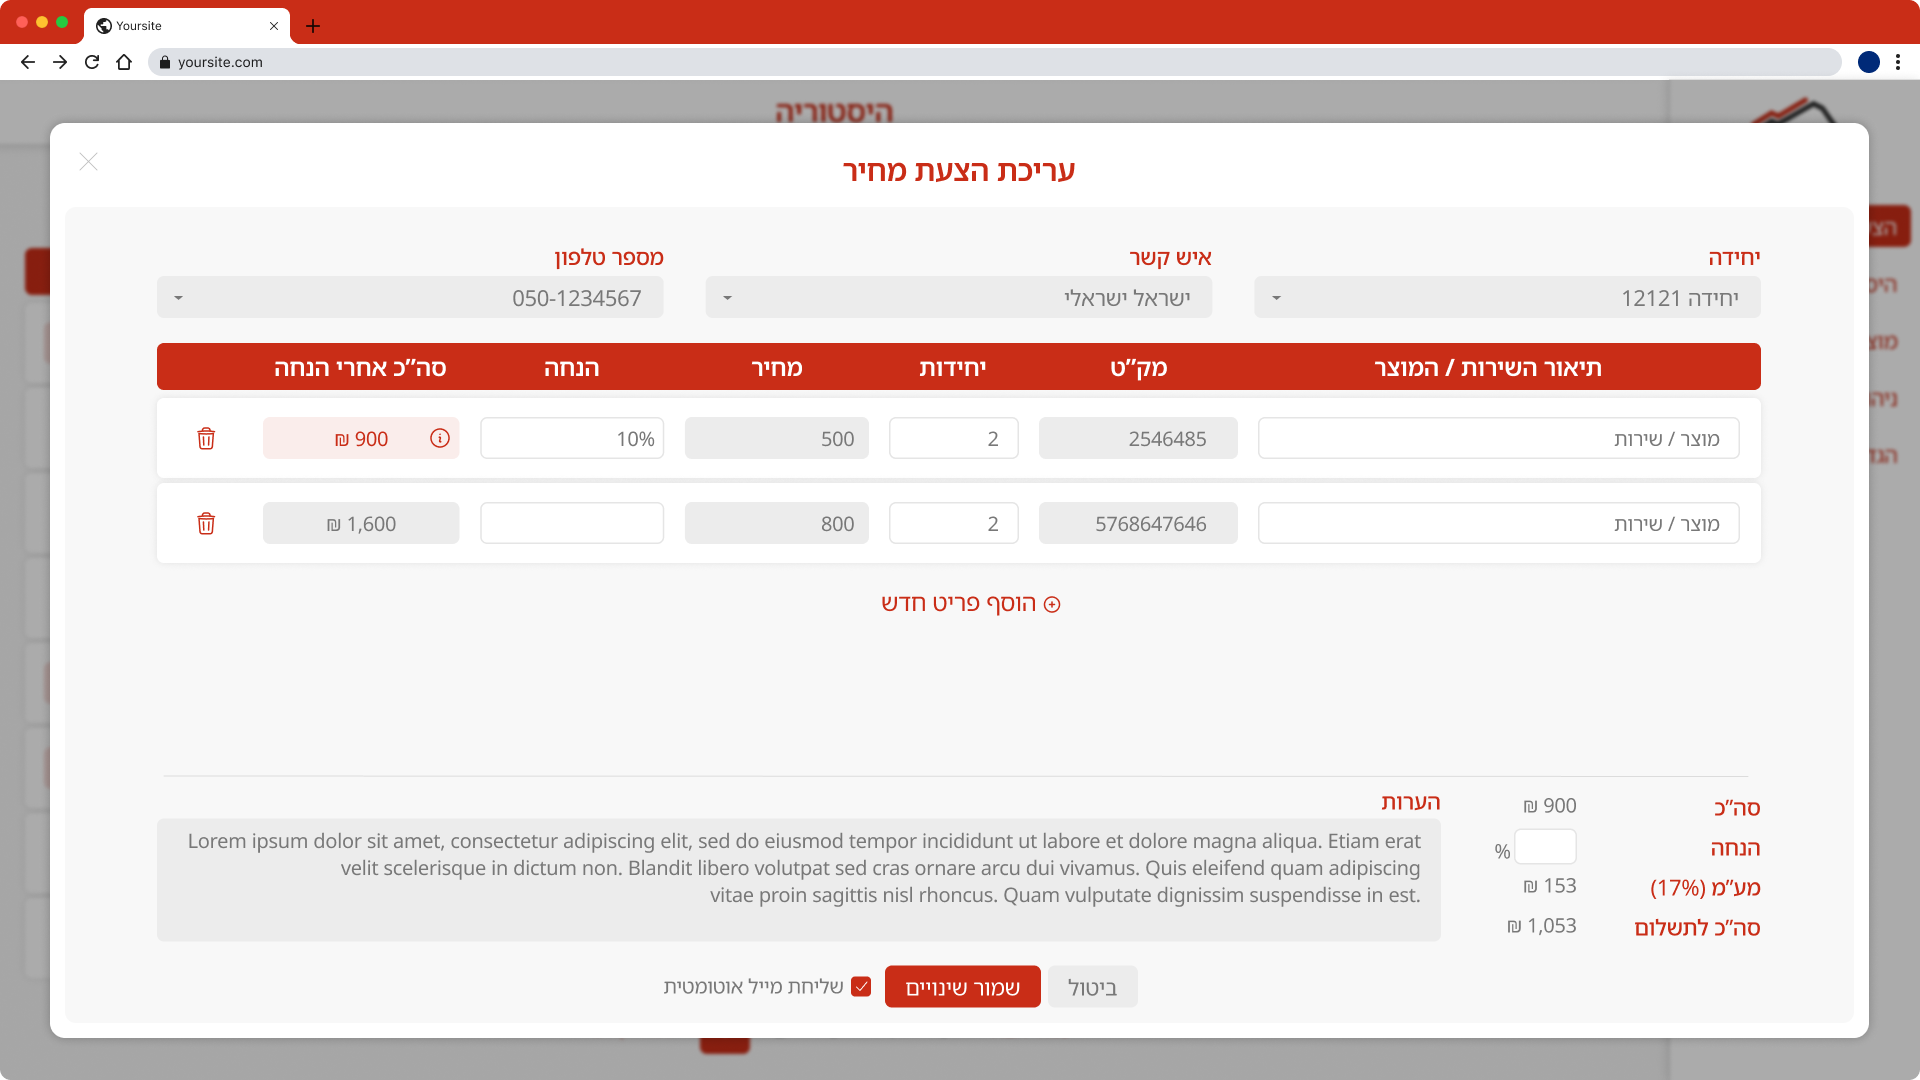 Yoursite
yoursite.com
היסטוריה
עריכת הצעת מחיר
יחידה
איש קשר
מספר טלפון
יחידה 12121
ישראל ישראלי
050-1234567
תיאור השירות / המוצר
מק״ט
יחידות
מחיר
הנחה
סה״כ אחרי הנחה
מוצר / שירות
2546485
2
500
10%
900 ₪
מוצר / שירות
5768647646
2
800
1,600 ₪
הוסף פריט חדש
סה״כ
900 ₪
הנחה
%
מע״מ (17%)
153 ₪
סה״כ לתשלום
1,053 ₪
הערות
Lorem ipsum dolor sit amet, consectetur adipiscing elit, sed do eiusmod tempor incididunt ut labore et dolore magna aliqua. Etiam erat
velit scelerisque in dictum non. Blandit libero volutpat sed cras ornare arcu dui vivamus. Quis eleifend quam adipiscing
vitae proin sagittis nisl rhoncus. Quam vulputate dignissim suspendisse in est.
ביטול
שמור שינויים
שליחת מייל אוטומטית